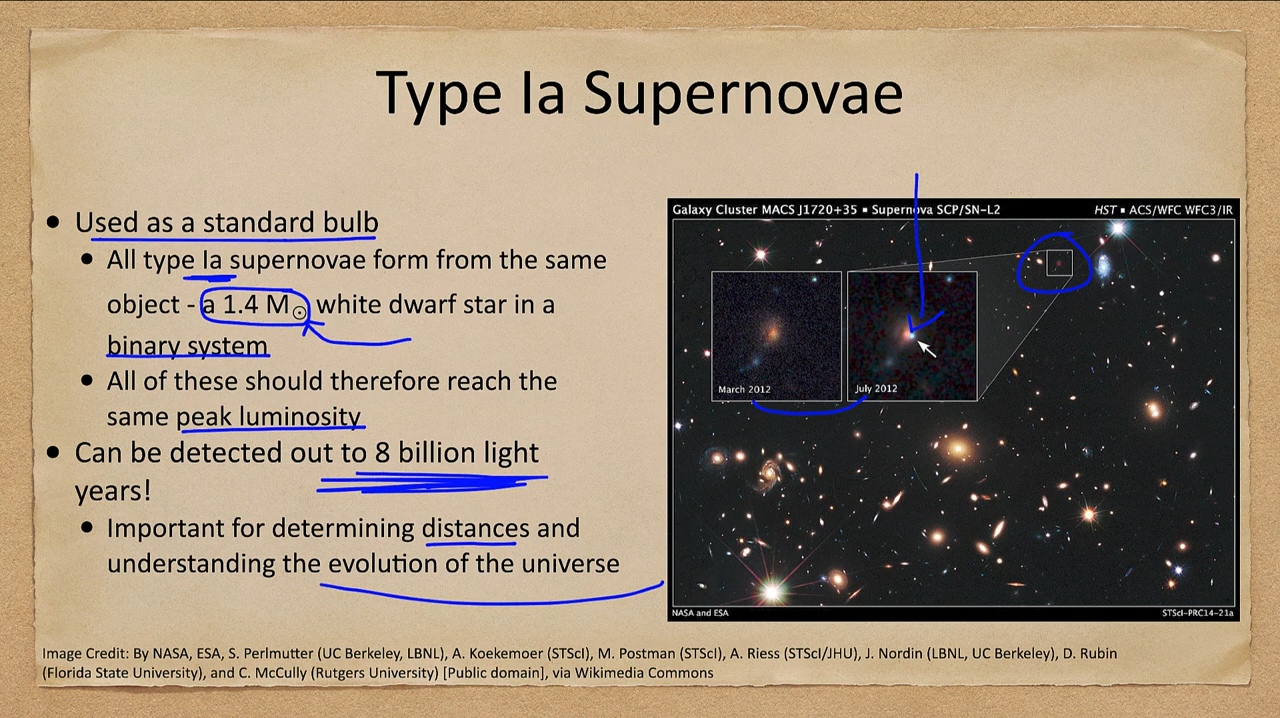 Type Ia Supernovae
• Used as a standard bulb
• All type Ia supernovae form from the same
object - a 1.4 M☉ white dwarf star in a
binary system
• All of these should therefore reach the
same peak luminosity
• Can be detected out to 8 billion light
years!
• Important for determining distances and
understanding the evolution of the universe
Galaxy Cluster MACS J1720+35 ▪ Supernova SCP/SN-L2
HST ▪ ACS/WFC WFC3/IR
March 2012
July 2012
NASA and ESA
STScI-PRC14-21a
Image Credit: By NASA, ESA, S. Perlmutter (UC Berkeley, LBNL), A. Koekemoer (STScI), M. Postman (STScI), A. Riess (STScI/JHU), J. Nordin (LBNL, UC Berkeley), D. Rubin
(Florida State University), and C. McCully (Rutgers University) [Public domain], via Wikimedia Commons